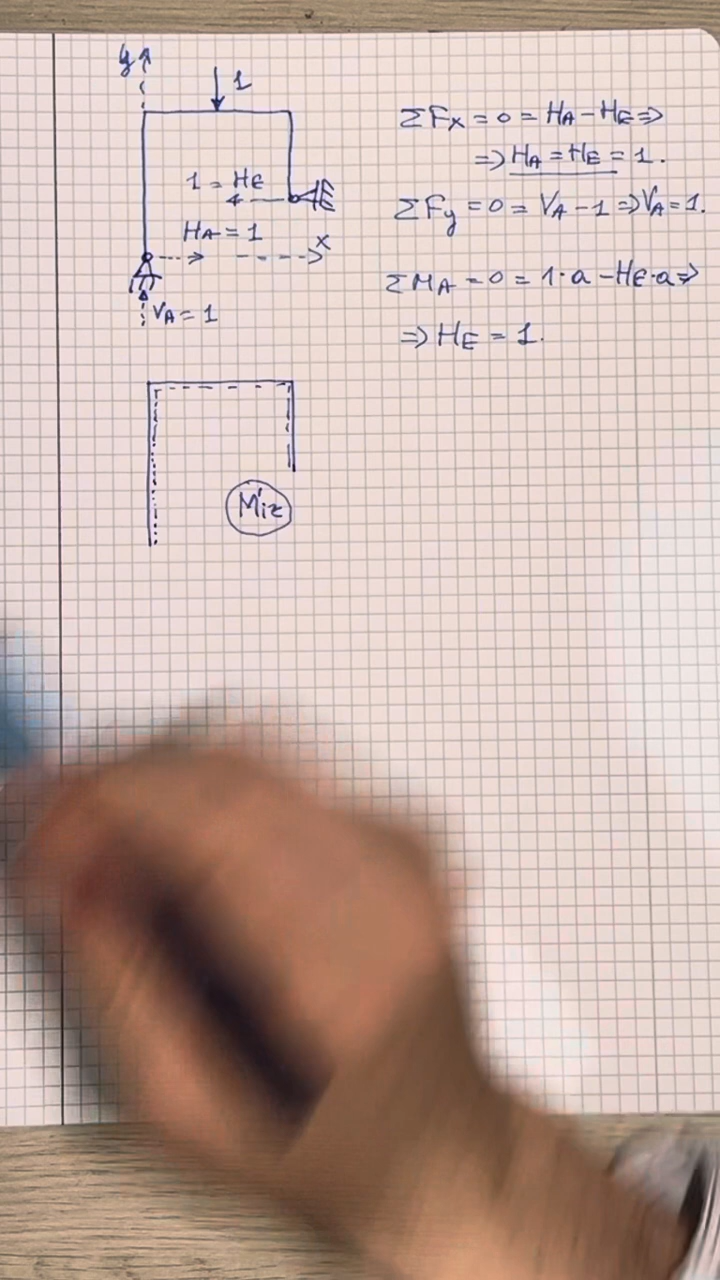 y
1
1 = HE
HA = 1
x
VA = 1
ΣFx = 0 = HA - HE ⇒
⇒ HA = HE = 1.
ΣFy = 0 = VA - 1 ⇒ VA = 1.
ΣMA = 0 = 1·a - HE·a ⇒
⇒ HE = 1.
M'iz